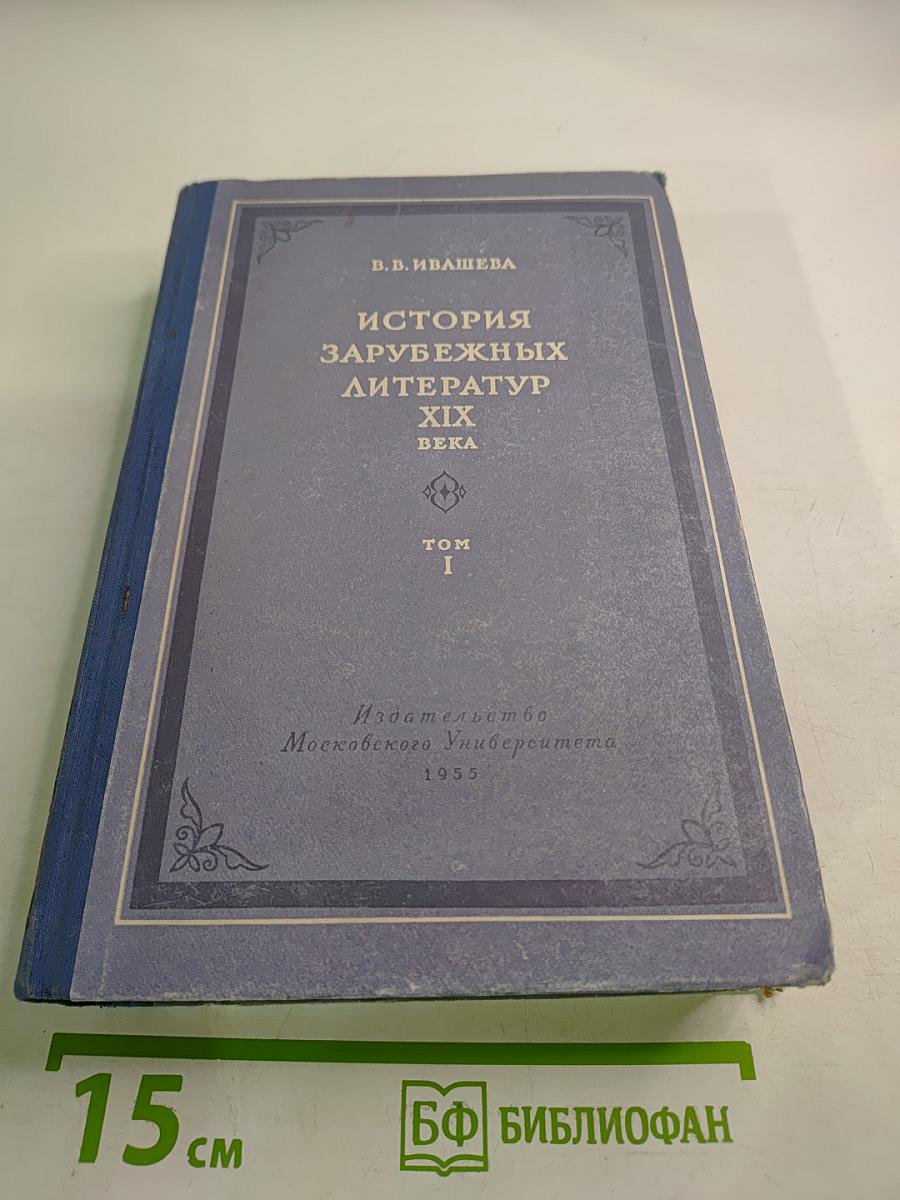 В. В. ИВАШЕВА
ИСТОРИЯ
ЗАРУБЕЖНЫХ
ЛИТЕРАТУР
XIX
ВЕКА
ТОМ
I
Издательство
Московского Университета
1955
15 см
БФ БИБЛИОФАН